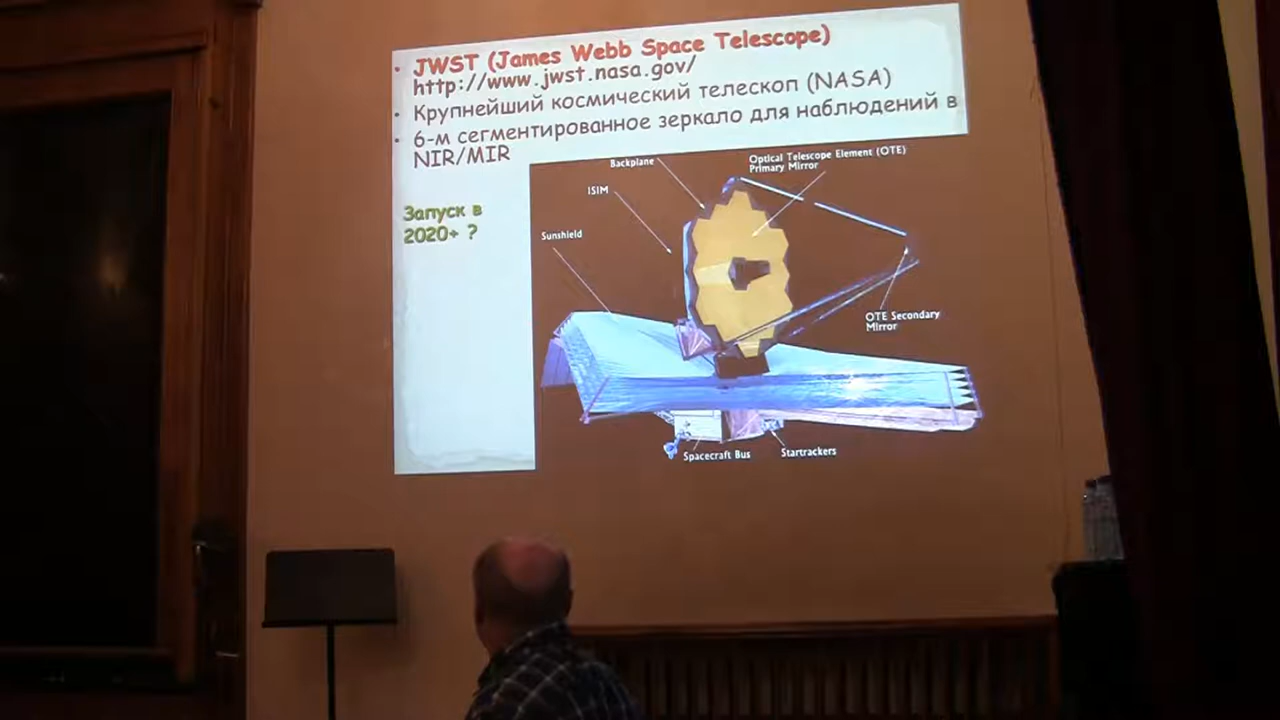 JWST (James Webb Space Telescope)
http://www.jwst.nasa.gov/
Крупнейший космический телескоп (NASA)
6-м сегментированное зеркало для наблюдений в
NIR/MIR
Запуск в
2020+ ?
Backplane
Optical Telescope Element (OTE)
Primary Mirror
ISIM
Sunshield
OTE Secondary
Mirror
Spacecraft Bus
Startrackers